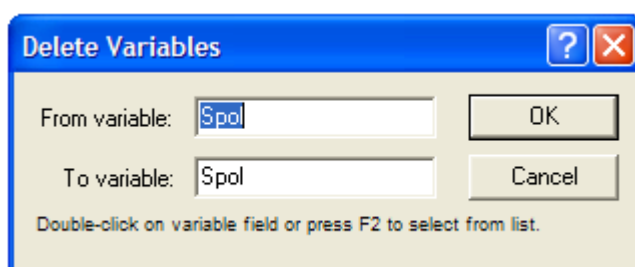 Delete Variables
From variable: Spol OK
To variable: Spol Cancel
Double-click on variable field or press F2 to select from list.